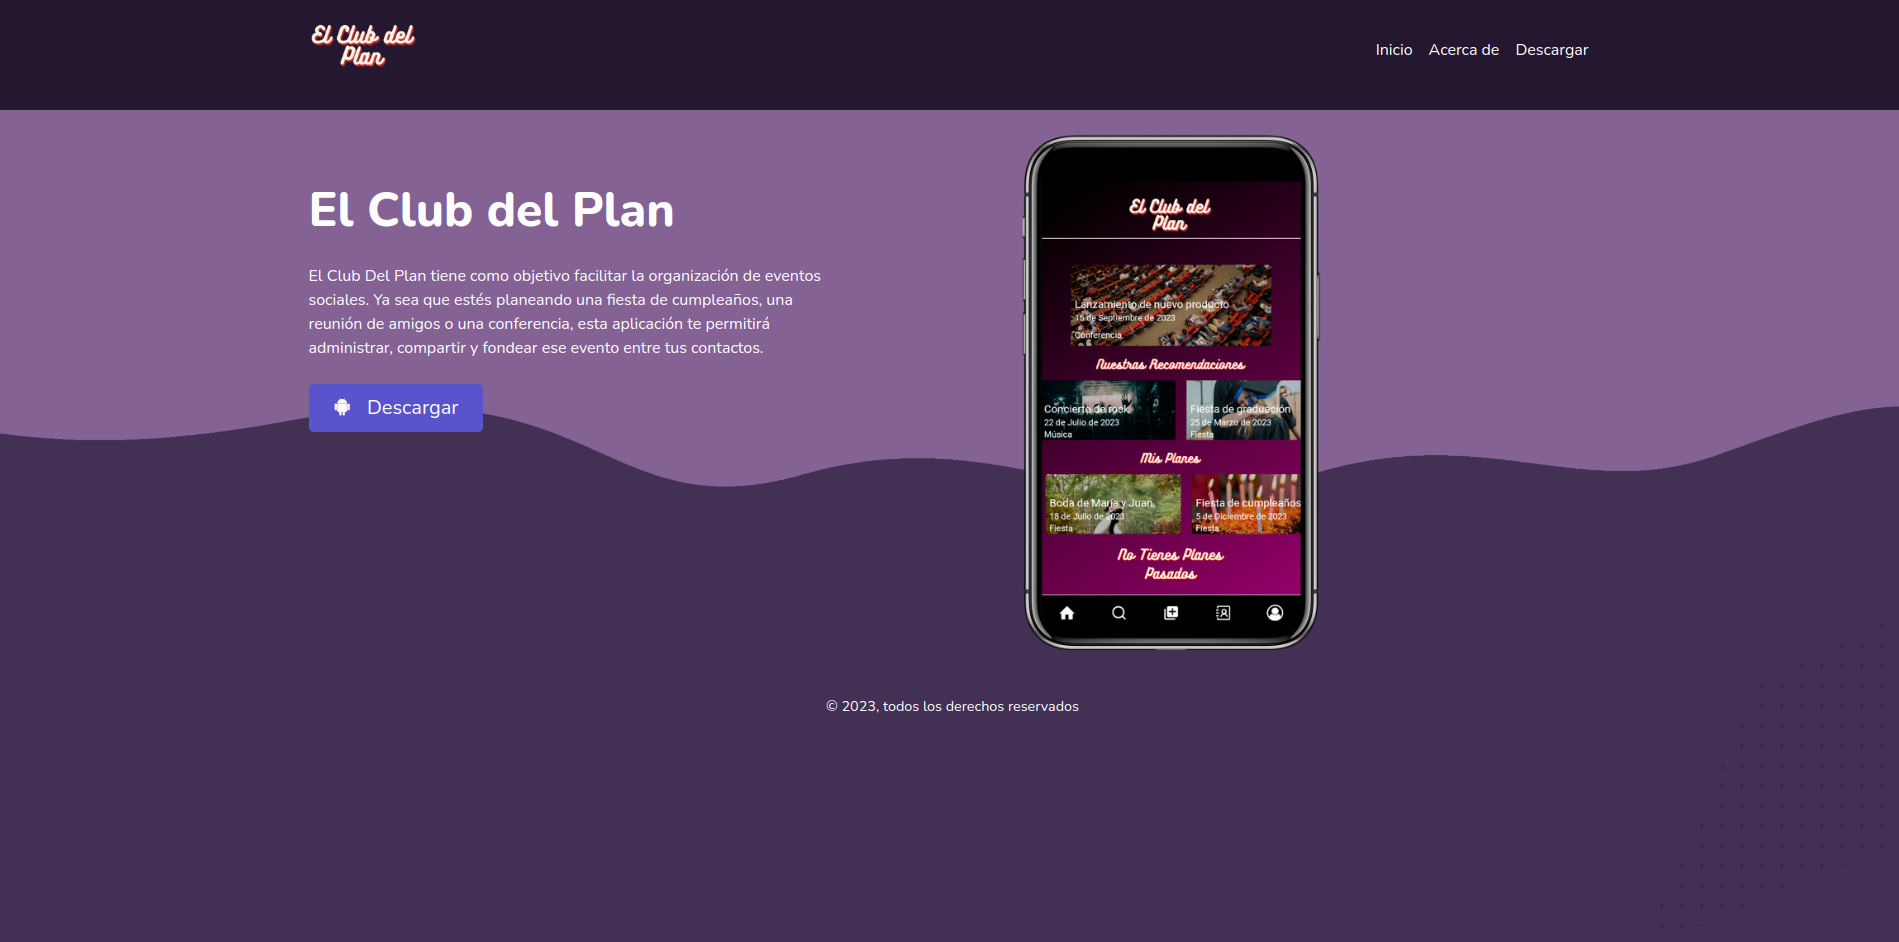 El Club del
Plan
Inicio Acerca de Descargar
El Club del Plan
El Club Del Plan tiene como objetivo facilitar la organización de eventos
sociales. Ya sea que estés planeando una fiesta de cumpleaños, una
reunión de amigos o una conferencia, esta aplicación te permitirá
administrar, compartir y fondear ese evento entre tus contactos.
Descargar
El Club del
Plan
Lanzamiento de nuevo producto
15 de Septiembre de 2023
Conferencia
Nuestras Recomendaciones
Concierto de rock
22 de Julio de 2023
Música
Fiesta de graduación
25 de Marzo de 2023
Fiesta
Mis Planes
Boda de María y Juan
18 de Julio de 2023
Fiesta
Fiesta de cumpleaños
5 de Diciembre de 2023
Fiesta
No Tienes Planes
Pasados
© 2023, todos los derechos reservados